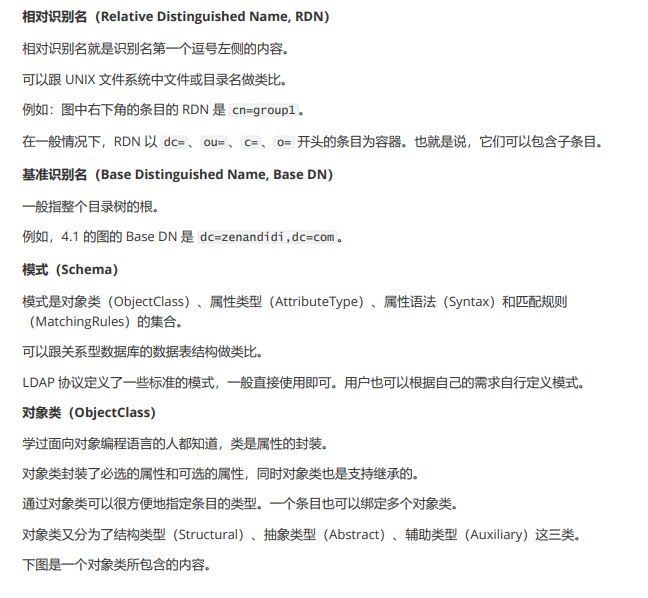 相对识别名（Relative Distinguished Name, RDN）
相对识别名就是识别名第一个逗号左侧的内容。
可以跟 UNIX 文件系统中文件或目录名做类比。
例如：图中右下角的条目的 RDN 是 cn=group1。
在一般情况下，RDN 以 dc=、ou=、c=、o= 开头的条目为容器。也就是说，它们可以包含子条目。
基准识别名（Base Distinguished Name, Base DN）
一般指整个目录树的根。
例如，4.1 的图的 Base DN 是 dc=zenandidi,dc=com。
模式（Schema）
模式是对象类（ObjectClass）、属性类型（AttributeType）、属性语法（Syntax）和匹配规则
（MatchingRules）的集合。
可以跟关系型数据库的数据表结构做类比。
LDAP 协议定义了一些标准的模式，一般直接使用即可。用户也可以根据自己的需求自行定义模式。
对象类（ObjectClass）
学过面向对象编程语言的人都知道，类是属性的封装。
对象类封装了必选的属性和可选的属性，同时对象类也是支持继承的。
通过对象类可以很方便地指定条目的类型。一个条目也可以绑定多个对象类。
对象类又分为了结构类型（Structural）、抽象类型（Abstract）、辅助类型（Auxiliary）这三类。
下图是一个对象类所包含的内容。